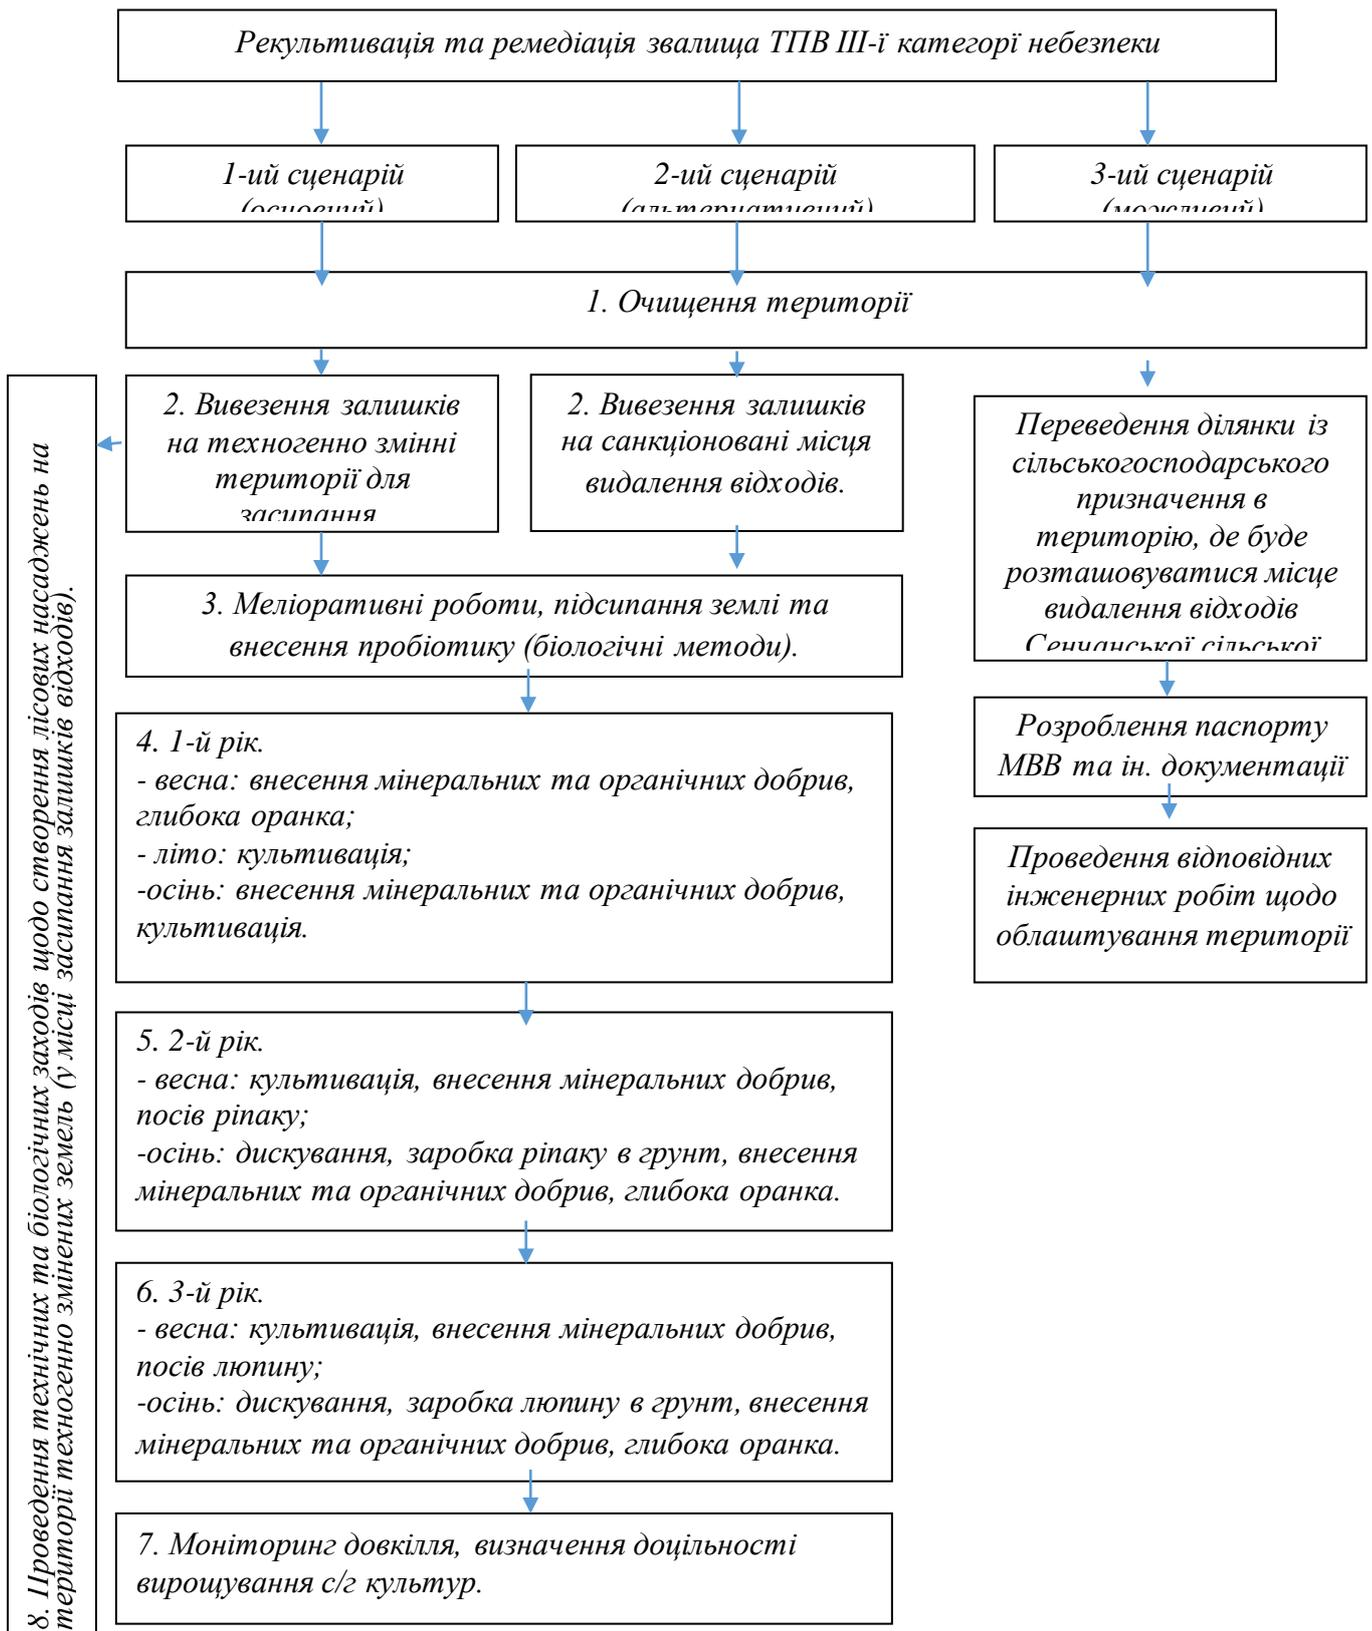 Рекультивація та ремедіація звалища ТПВ ІІІ-ї категорі небезпеки
1-ий сценарій
(основний)
2-ий сценарій
(альтернативний)
3-ий сценарій
(можливий)
1. Очищення території
2. Вивезення залишків
на техногенно змінні
території для
засипання
2. Вивезення залишків
на санкціоновані місця
видалення відходів.
Переведення ділянки із
сільськогосподарського
призначення в
територію, де буде
розташовуватися місце
видалення відходів
Сенчанської сільської
3. Меліоративні роботи, підсипання землі та
внесення пробіотику (біологічні методи).
Розроблення паспорту
МВВ та ін. документації
4. 1-й рік.
- весна: внесення мінеральних та органічних добрив,
глибока оранка;
- літо: культивація;
-осінь: внесення мінеральних та органічних добрив,
культивація.
Проведення відповідних
інженерних робіт щодо
облаштування території
5. 2-й рік.
- весна: культивація, внесення мінеральних добрив,
посів ріпаку;
-осінь: дискування, заробка ріпаку в грунт, внесення
мінеральних та органічних добрив, глибока оранка.
6. 3-й рік.
- весна: культивація, внесення мінеральних добрив,
посів люпину;
-осінь: дискування, заробка люпину в грунт, внесення
мінеральних та органічних добрив, глибока оранка.
7. Моніторинг довкілля, визначення доцільності
вирощування с/г культур.
8. Проведення технічних та біологічних заходів щодо створення лісових насаджень на
території техногенно змінених земель (у місці засипання залишків відходів).